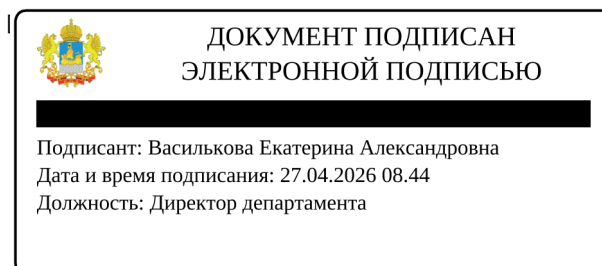 ДОКУМЕНТ ПОДПИСАН
ЭЛЕКТРОННОЙ ПОДПИСЬЮ
Подписант: Василькова Екатерина Александровна
Дата и время подписания: 27.04.2026 08.44
Должность: Директор департамента